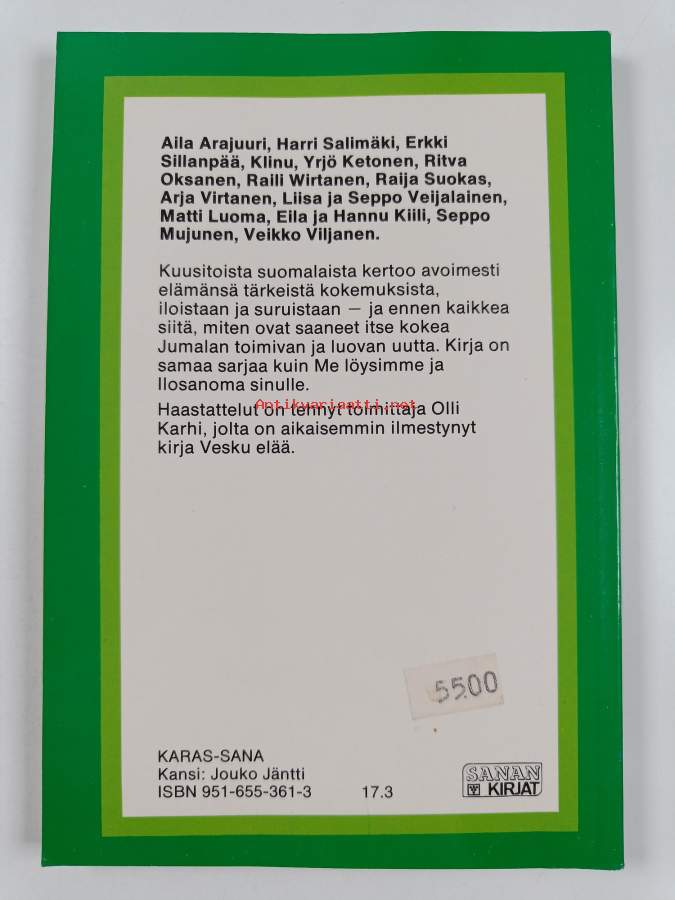 Aila Arajuuri, Harri Salimäki, Erkki
Sillanpää, Klinu, Yrjö Ketonen, Ritva
Oksanen, Raili Wirtanen, Raija Suokas,
Arja Virtanen, Liisa ja Seppo Veijalainen,
Matti Luoma, Eila ja Hannu Kiili, Seppo
Mujunen, Veikko Viljanen.
Kuusitoista suomalaista kertoo avoimesti
elämänsä tärkeistä kokemuksista,
iloistaan ja suruistaan — ja ennen kaikkea
siitä, miten ovat saaneet itse kokea
Jumalan toimivan ja luovan uutta. Kirja on
samaa sarjaa kuin Me löysimme ja
Ilosanoma sinulle.
Antikvariaatti.net
Haastattelut on tehnyt toimittaja Olli
Karhi, jolta on aikaisemmin ilmestynyt
kirja Vesku elää.
5500
KARAS-SANA
Kansi: Jouko Jäntti
ISBN 951-655-361-3 17.3
SANAN
KIRJAT